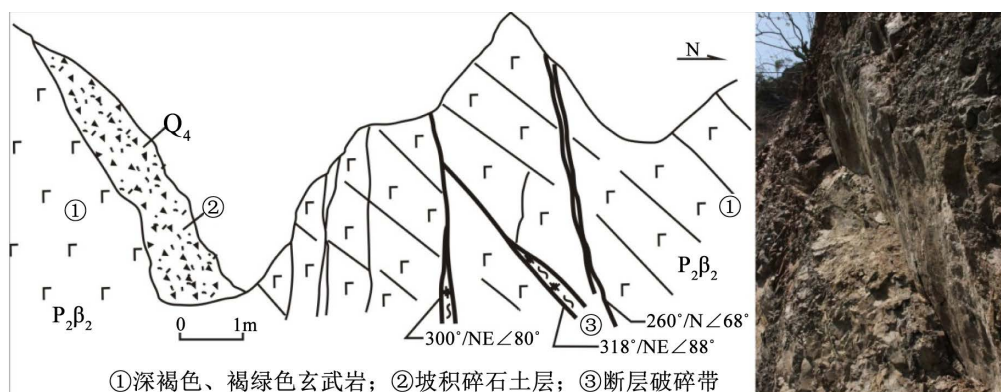 N
Q₄
Γ Γ Γ Γ Γ Γ Γ Γ Γ Γ Γ Γ Γ Γ Γ Γ Γ Γ Γ Γ Γ Γ Γ Γ Γ Γ Γ
① ② ①
P₂β₂ P₂β₂
0 1m
③
300°/NE∠80° 260°/N∠68°
318°/NE∠88°
①深褐色、褐绿色玄武岩；②坡积碎石土层；③断层破碎带